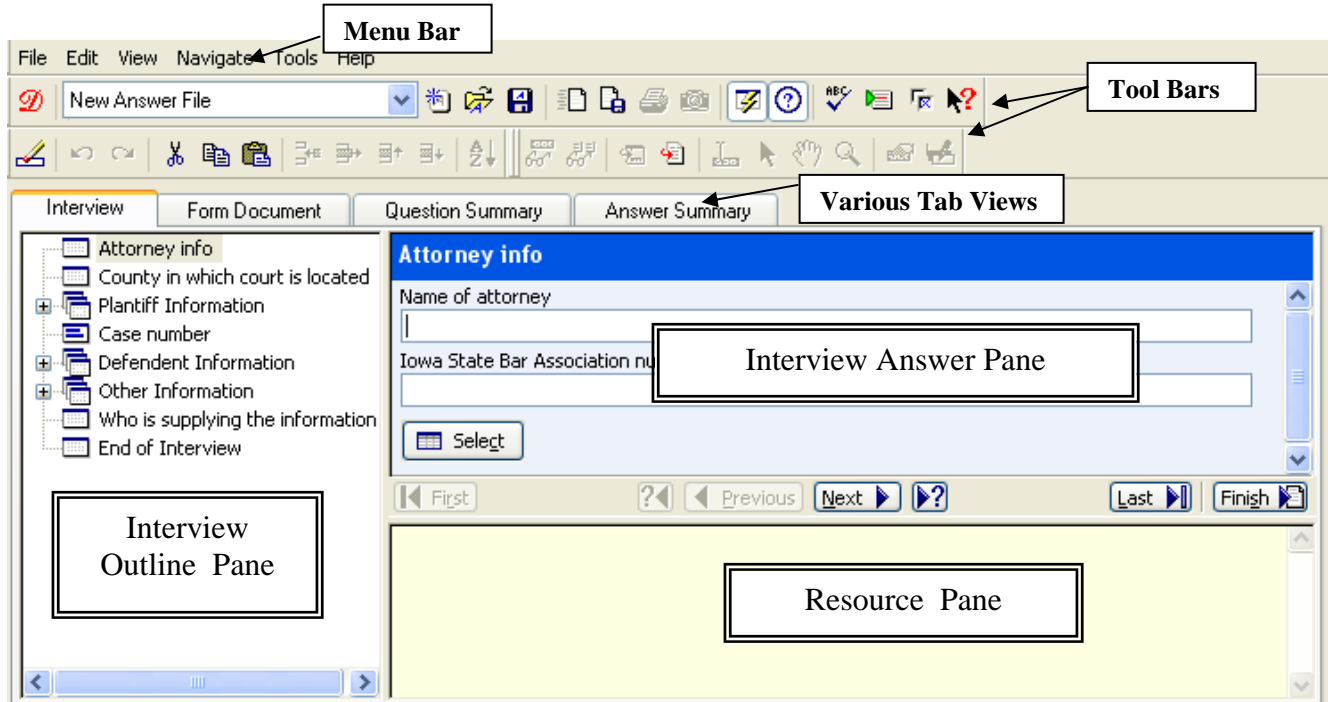 Menu Bar
File Edit View Navigate Tools Help
New Answer File
Tool Bars
Interview Form Document Question Summary Answer Summary
Various Tab Views
Attorney info
County in which court is located
Plantiff Information
Case number
Defendent Information
Other Information
Who is supplying the information
End of Interview
Interview
Outline Pane
Attorney info
Name of attorney
Iowa State Bar Association
Interview Answer Pane
Select
First Previous Next Last Finish
Resource Pane